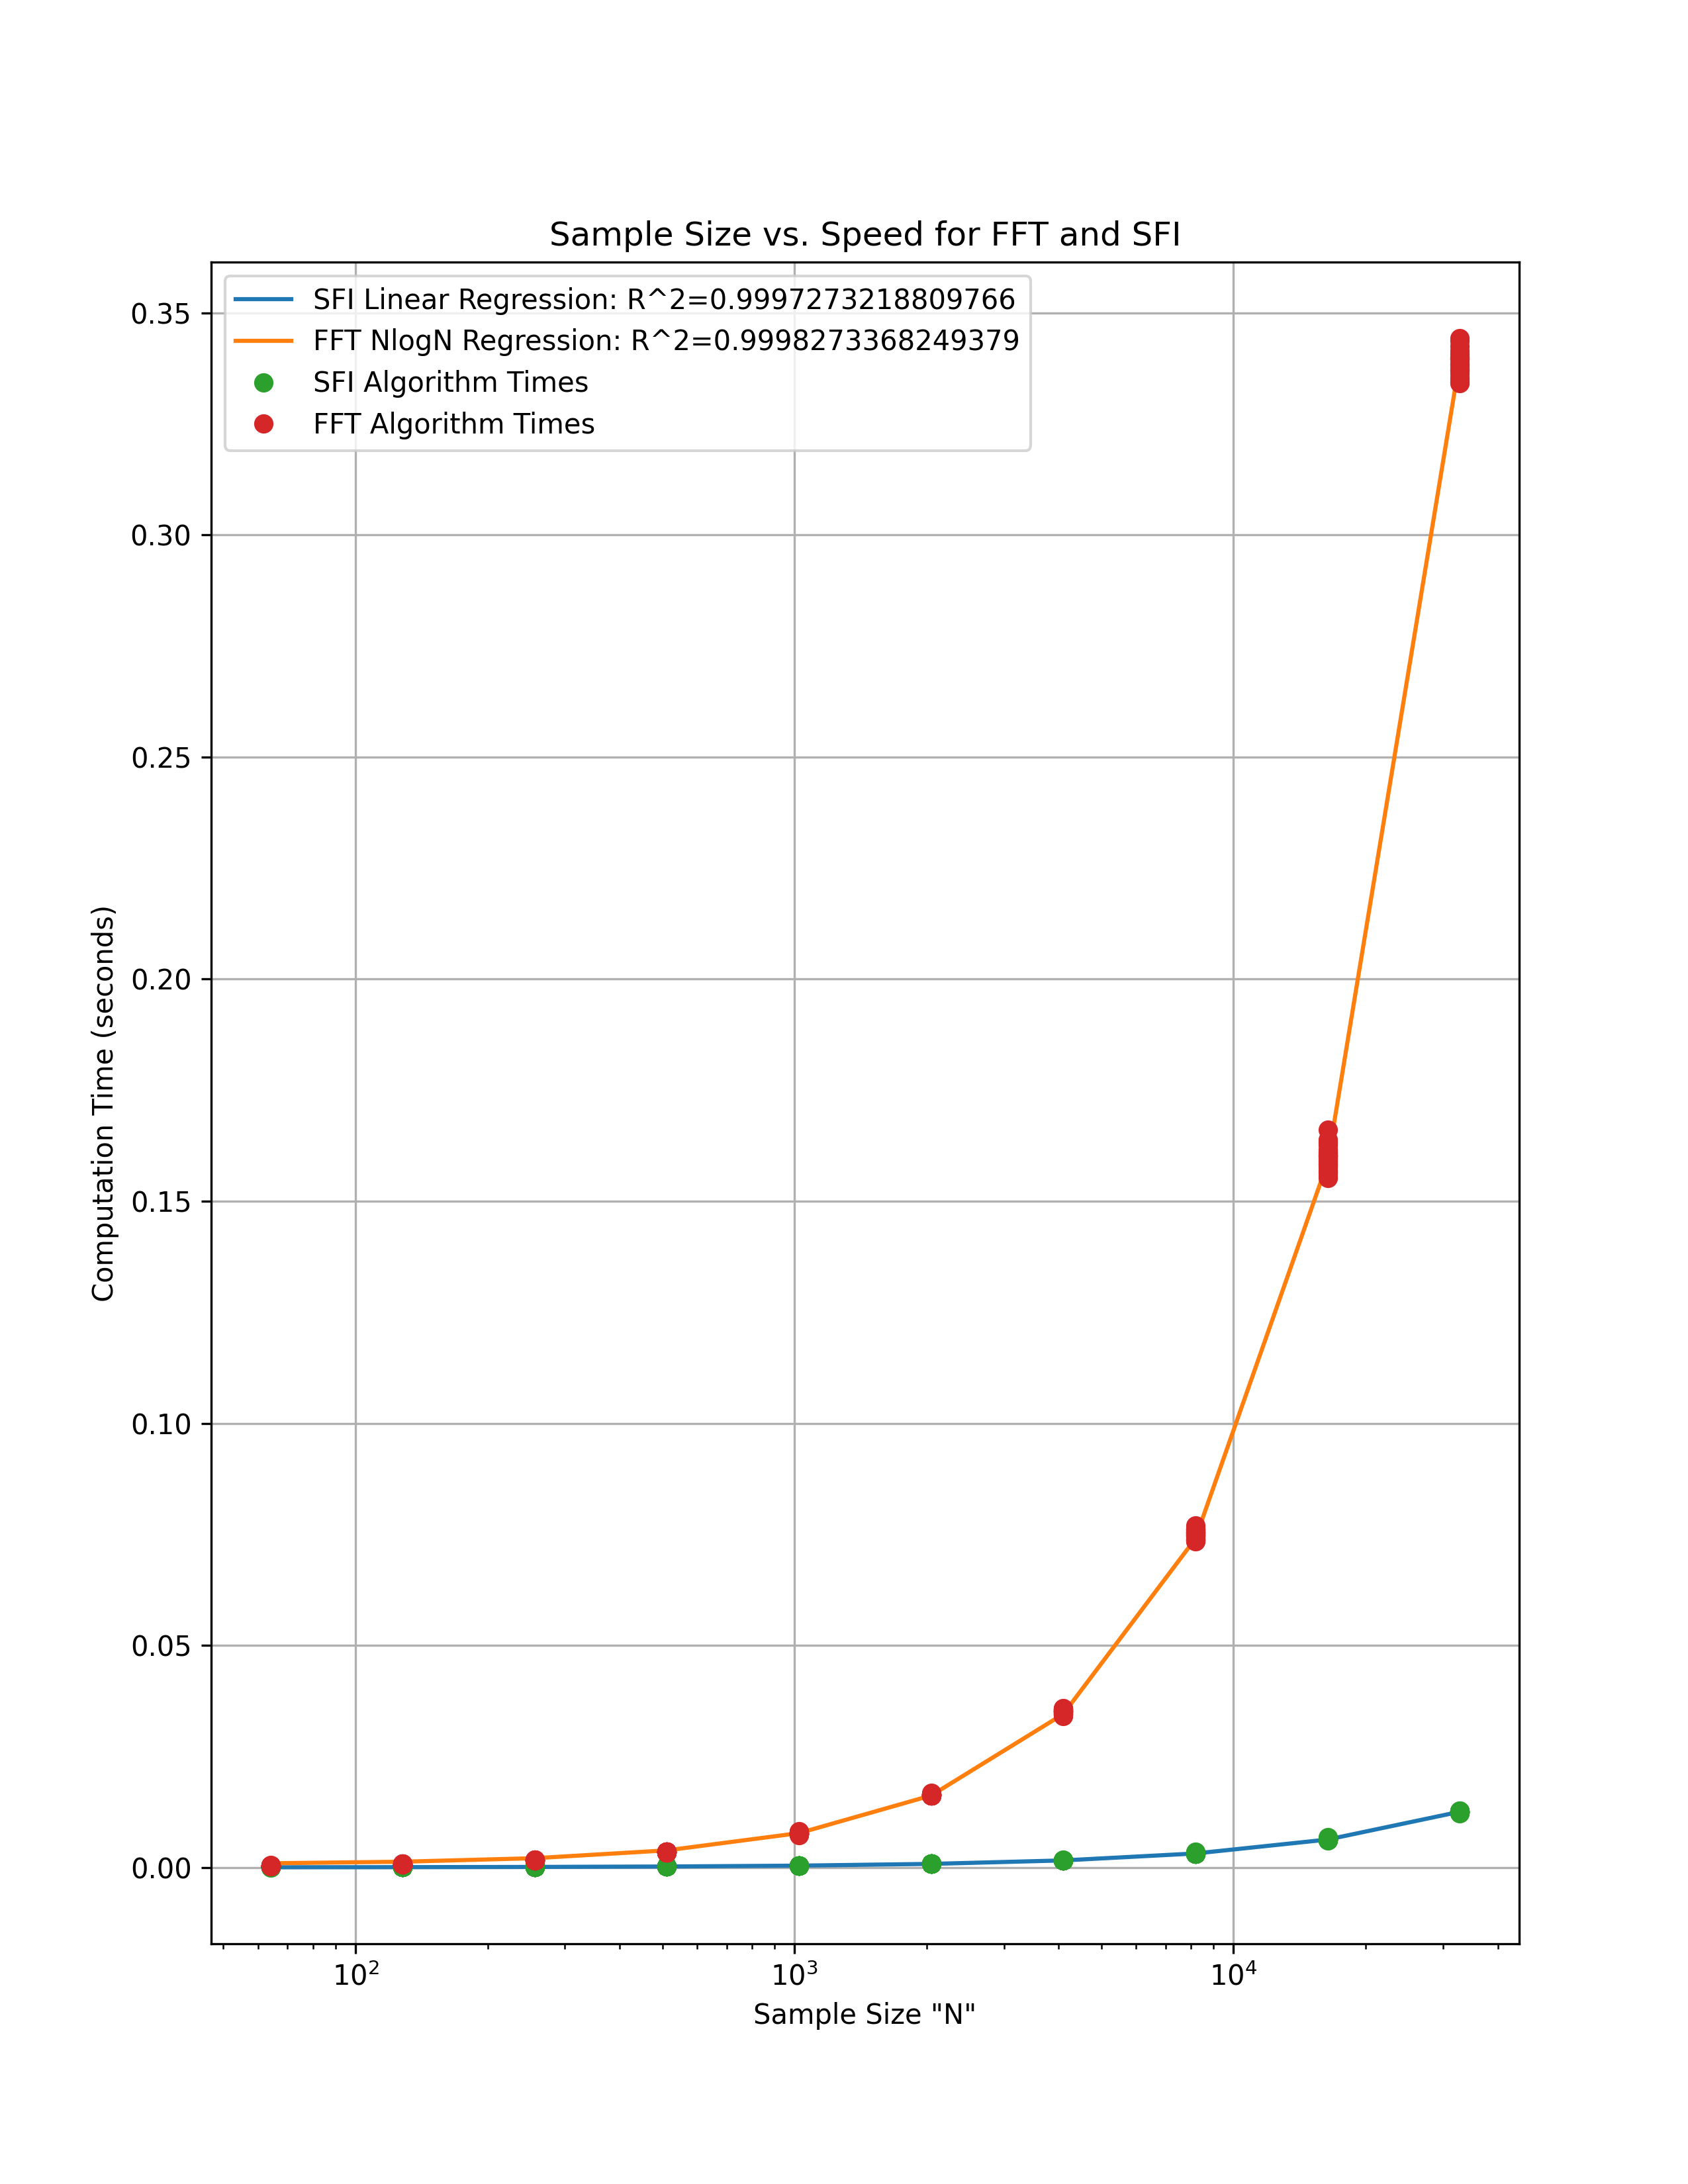 Sample Size vs. Speed for FFT and SFI
SFI Linear Regression: R^2=0.9997273218809766
FFT NlogN Regression: R^2=0.9998273368249379
SFI Algorithm Times
FFT Algorithm Times
0.35
0.30
0.25
0.20
0.15
0.10
0.05
0.00
Computation Time (seconds)
10² 10³ 10⁴
Sample Size "N"